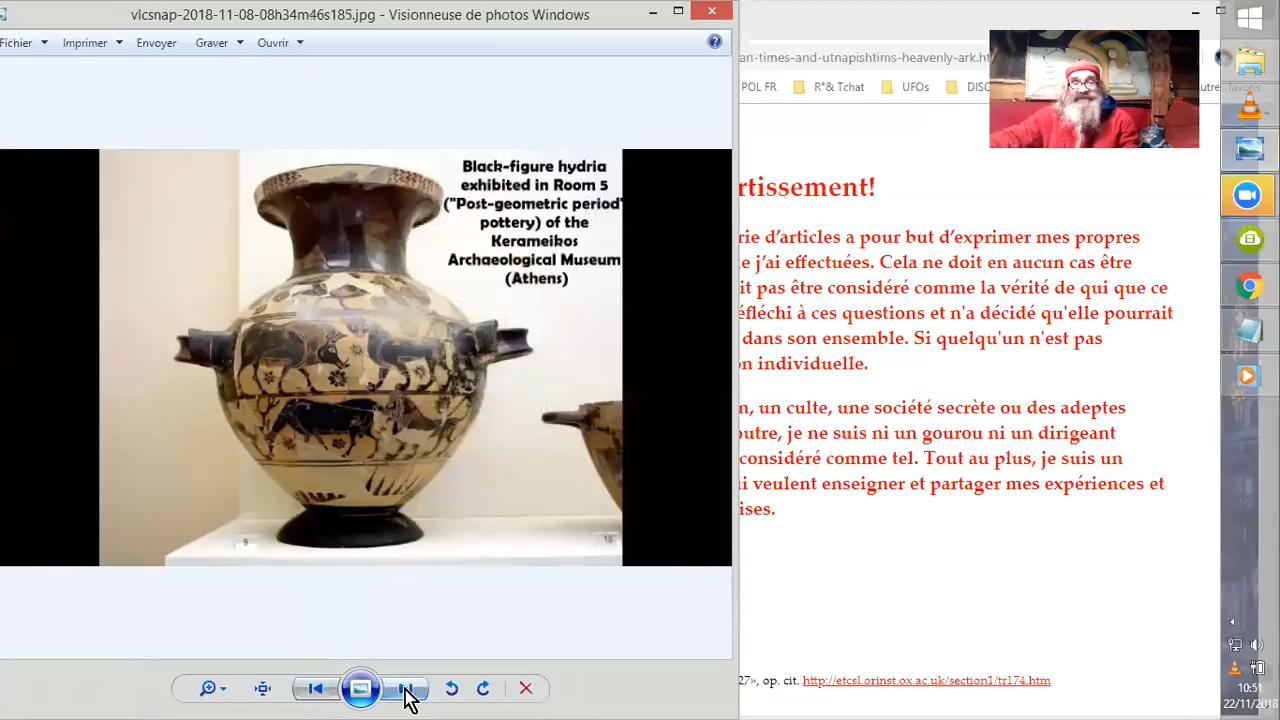 vlcsnap-2018-11-08-08h34m46s185.jpg - Visionneuse de photos Windows
Fichier Imprimer Envoyer Graver Ouvrir
an-times-and-utnapishtims-heavenly-ark.ht
POL FR R°& Tchat UFOs DISC autres favoris
Black-figure hydria
exhibited in Room 5
("Post-geometric period"
pottery) of the
Kerameikos
Archaeological Museum
(Athens)
9
10
rtissement!
rie d’articles a pour but d’exprimer mes propres
e j’ai effectuées. Cela ne doit en aucun cas être
it pas être considéré comme la vérité de qui que ce
éfléchi à ces questions et n'a décidé qu'elle pourrait
dans son ensemble. Si quelqu'un n'est pas
on individuelle.
n, un culte, une société secrète ou des adeptes
outre, je ne suis ni un gourou ni un dirigeant
considéré comme tel. Tout au plus, je suis un
ui veulent enseigner et partager mes expériences et
ises.
27», op. cit. http://etcsl.orinst.ox.ac.uk/section1/tr174.htm
10:51
22/11/2018